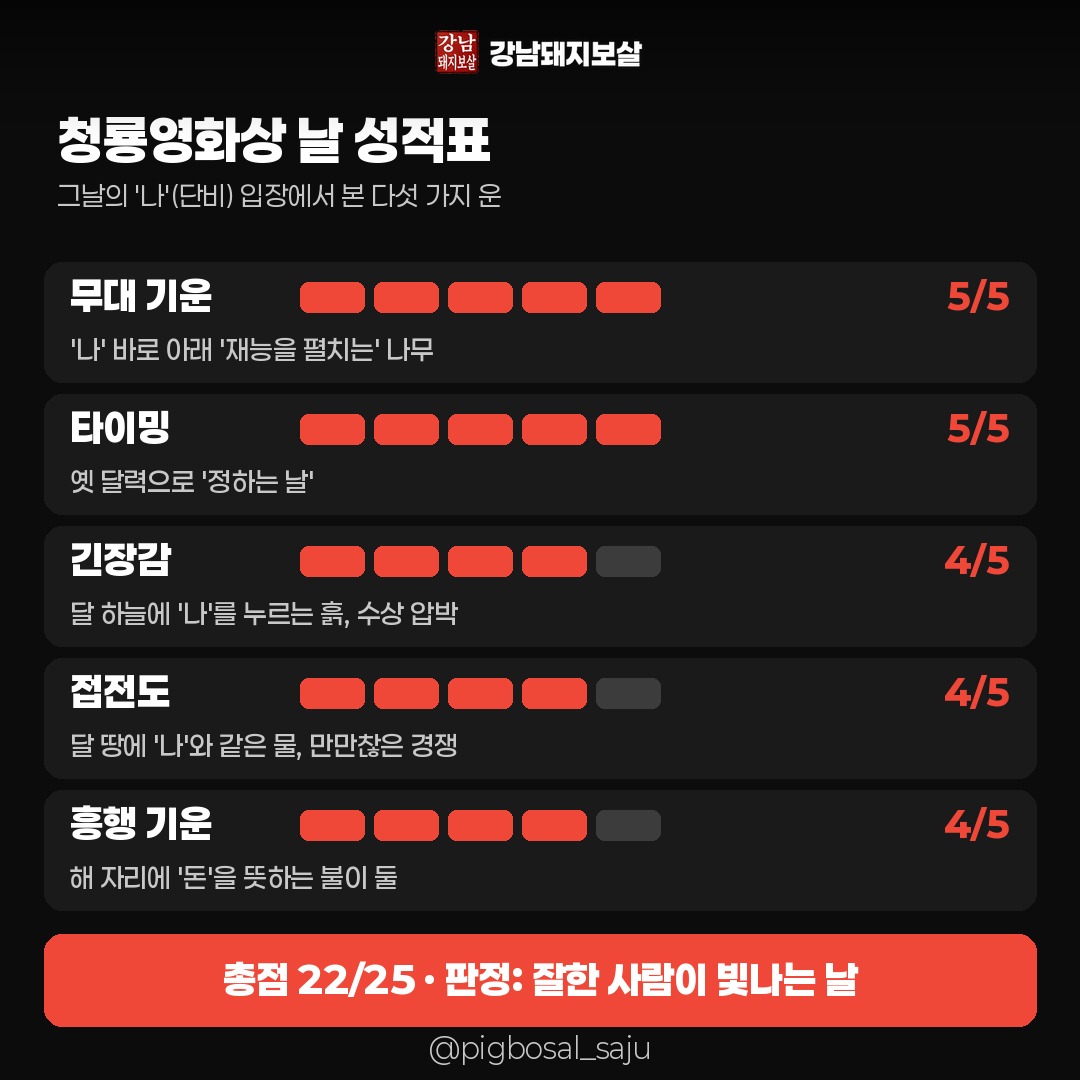 강남
돼지보살
강남돼지보살
청룡영화상 날 성적표
그날의 '나'(단비) 입장에서 본 다섯 가지 운
무대 기운
5/5
'나' 바로 아래 '재능을 펼치는' 나무
타이밍
5/5
옛 달력으로 '정하는 날'
긴장감
4/5
달 하늘에 '나'를 누르는 흙, 수상 압박
접전도
4/5
달 땅에 '나'와 같은 물, 만만찮은 경쟁
흥행 기운
4/5
해 자리에 '돈'을 뜻하는 불이 둘
총점 22/25 · 판정: 잘한 사람이 빛나는 날
@pigbosal_saju